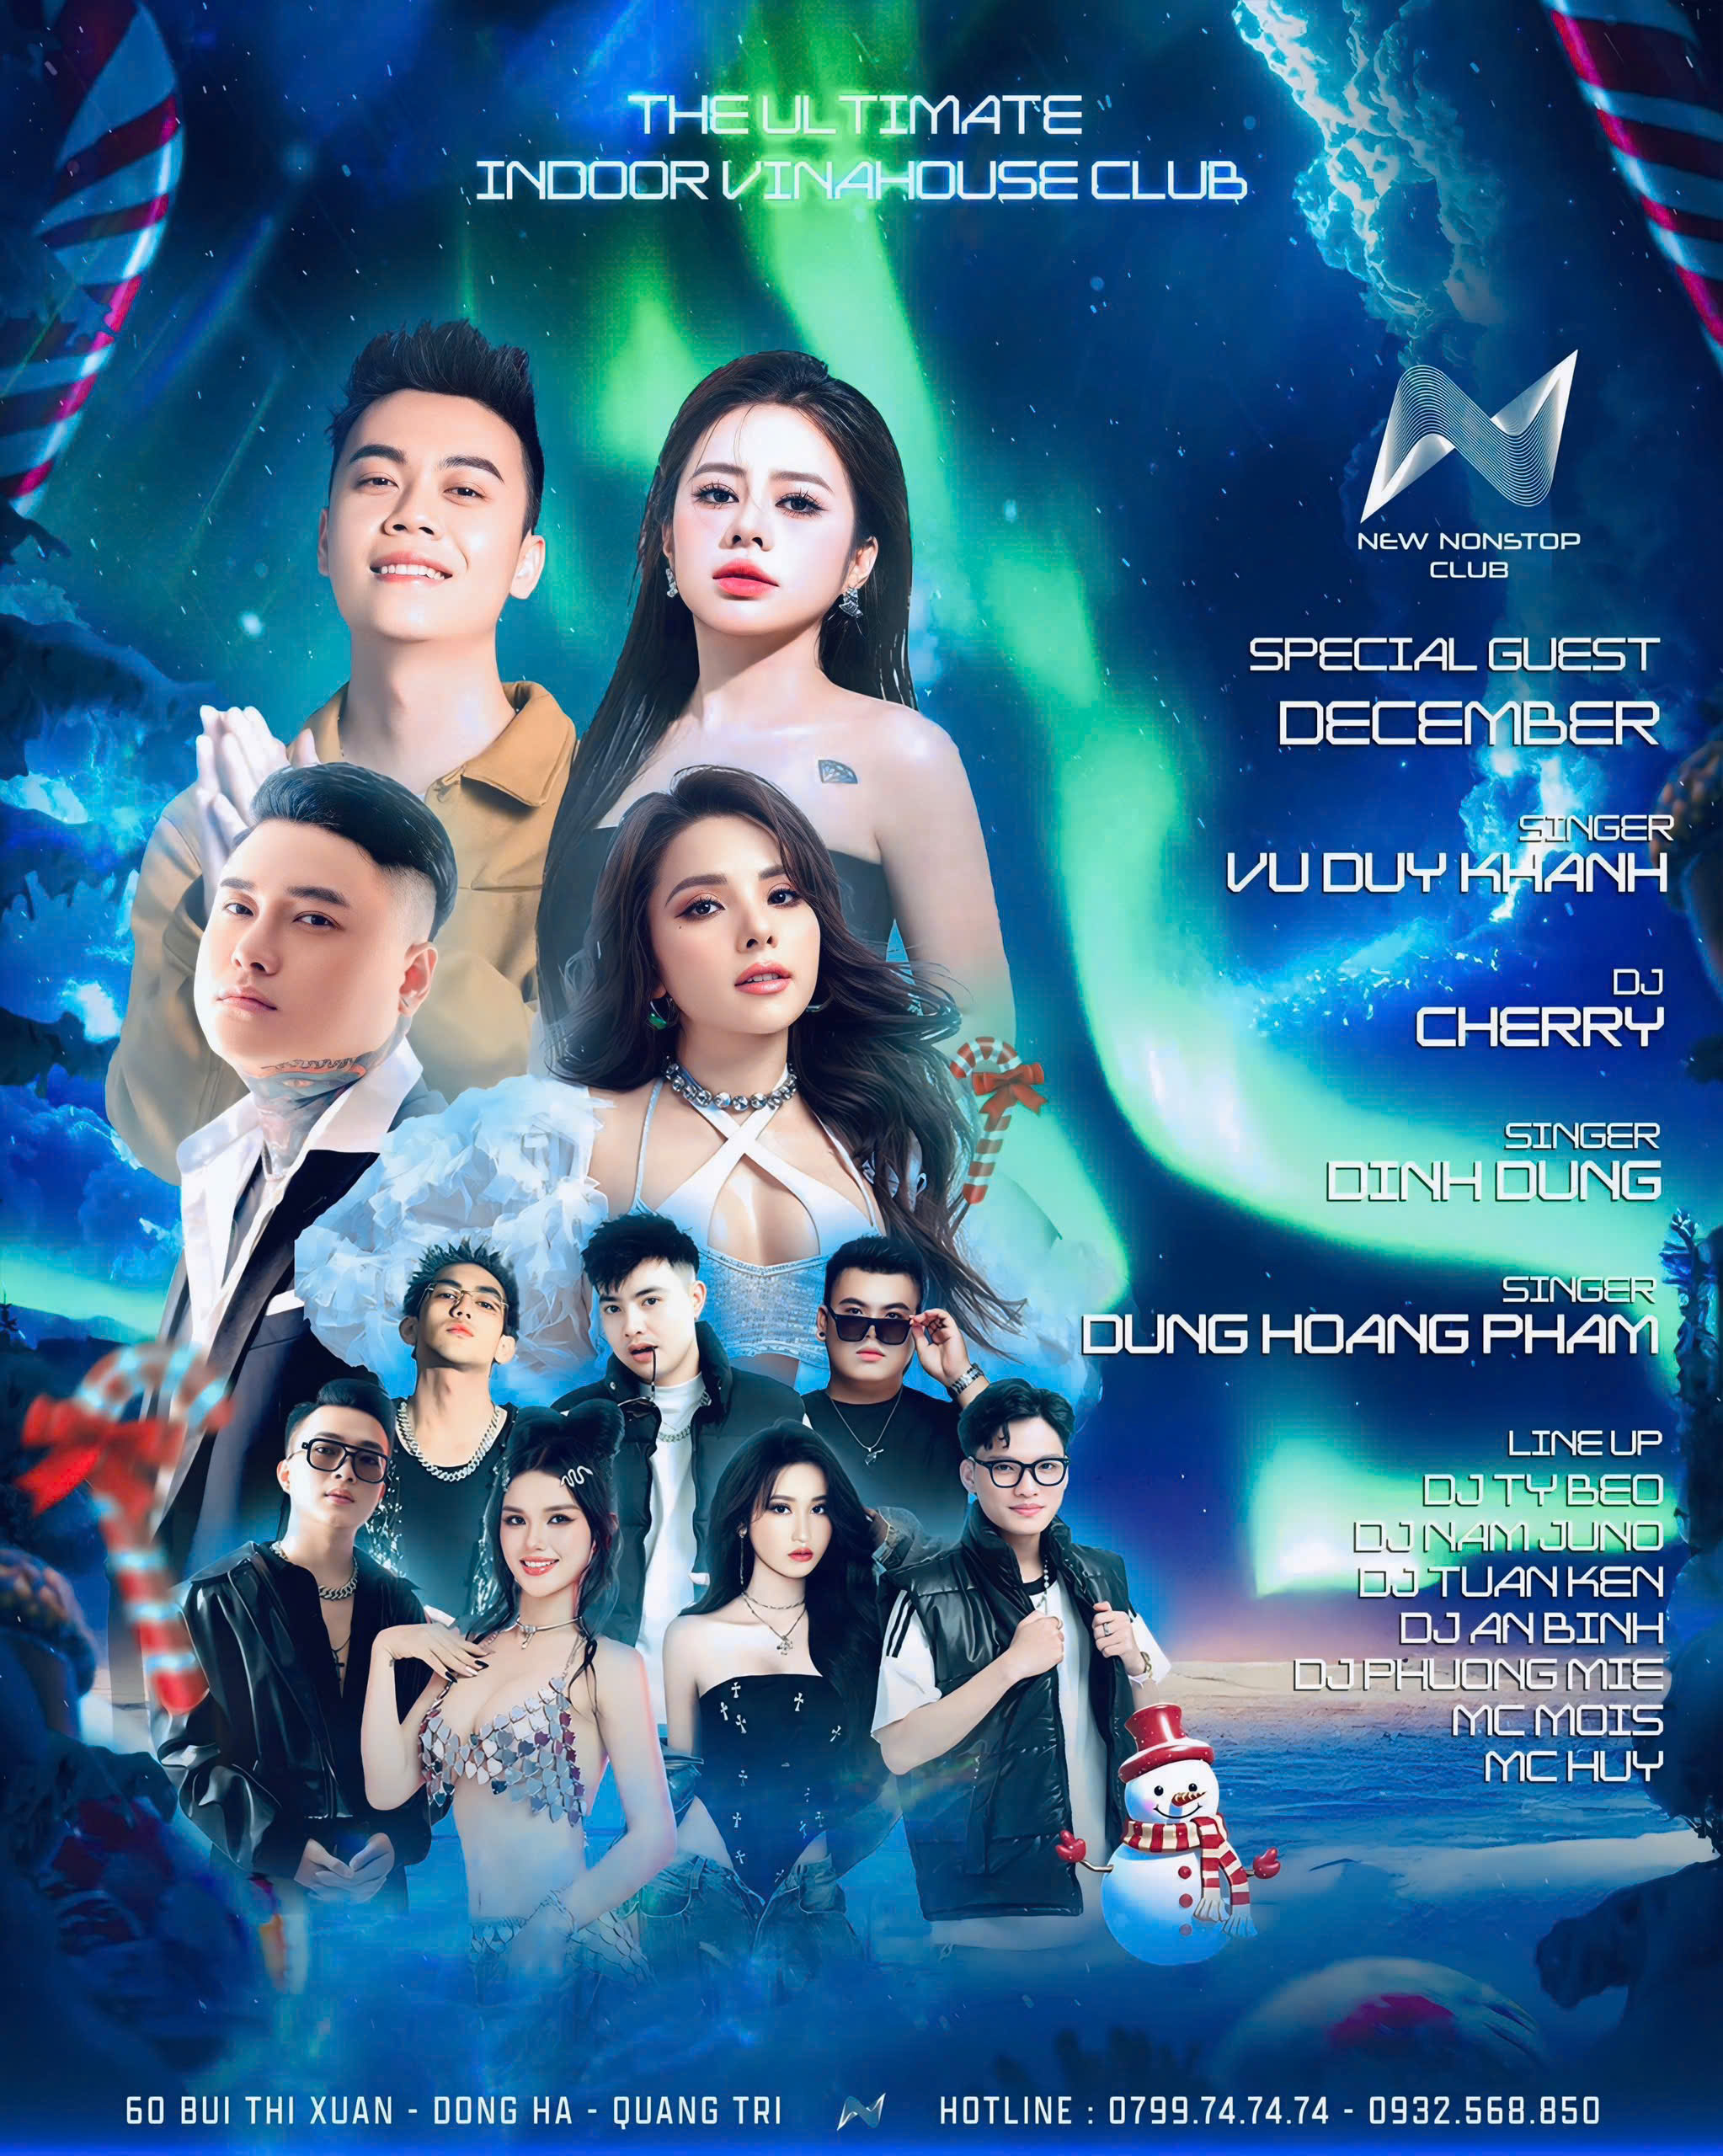 THE ULTIMATE
INDOOR VINAHOUSE CLUB
NEW NONSTOP
CLUB
SPECIAL GUEST
DECEMBER
SINGER
VU DUY KHANH
DJ
CHERRY
SINGER
DINH DUNG
SINGER
DUNG HOANG PHAM
LINE UP
DJ TY BEO
DJ NAM JUNO
DJ TUAN KEN
DJ AN BINH
DJ PHUONG MIE
MC MOIS
MC HUY
60 BUI THI XUAN - DONG HA - QUANG TRI
HOTLINE : 0799.74.74.74 - 0932.568.850